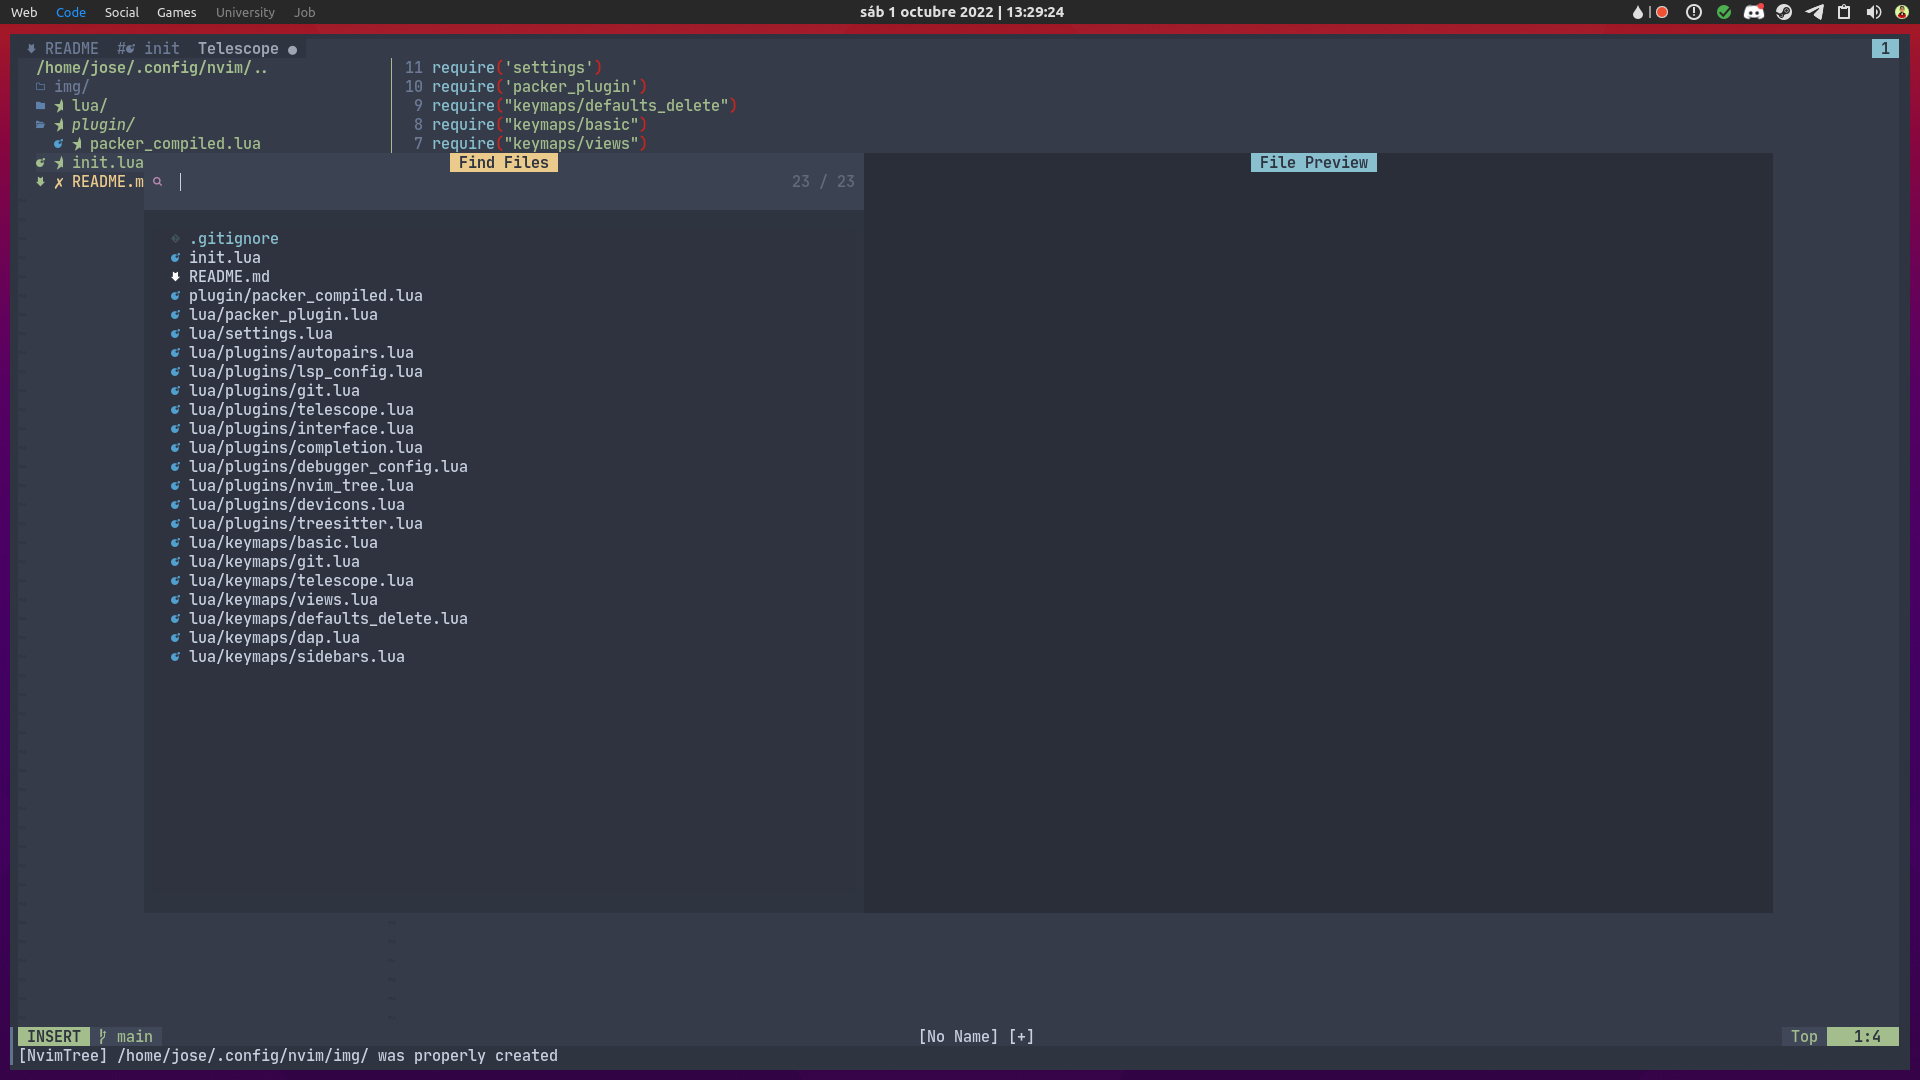 Web Code Social Games University Job sáb 1 octubre 2022 | 13:29:24
README # init Telescope ● 1
/home/jose/.config/nvim/..
img/
lua/
plugin/
packer_compiled.lua
init.lua
README.m
11 require('settings')
10 require('packer_plugin')
9 require("keymaps/defaults_delete")
8 require("keymaps/basic")
7 require("keymaps/views")
Find Files
23 / 23
File Preview
.gitignore
init.lua
README.md
plugin/packer_compiled.lua
lua/packer_plugin.lua
lua/settings.lua
lua/plugins/autopairs.lua
lua/plugins/lsp_config.lua
lua/plugins/git.lua
lua/plugins/telescope.lua
lua/plugins/interface.lua
lua/plugins/completion.lua
lua/plugins/debugger_config.lua
lua/plugins/nvim_tree.lua
lua/plugins/devicons.lua
lua/plugins/treesitter.lua
lua/keymaps/basic.lua
lua/keymaps/git.lua
lua/keymaps/telescope.lua
lua/keymaps/views.lua
lua/keymaps/defaults_delete.lua
lua/keymaps/dap.lua
lua/keymaps/sidebars.lua
INSERT main [No Name] [+] Top 1:4
[NvimTree] /home/jose/.config/nvim/img/ was properly created